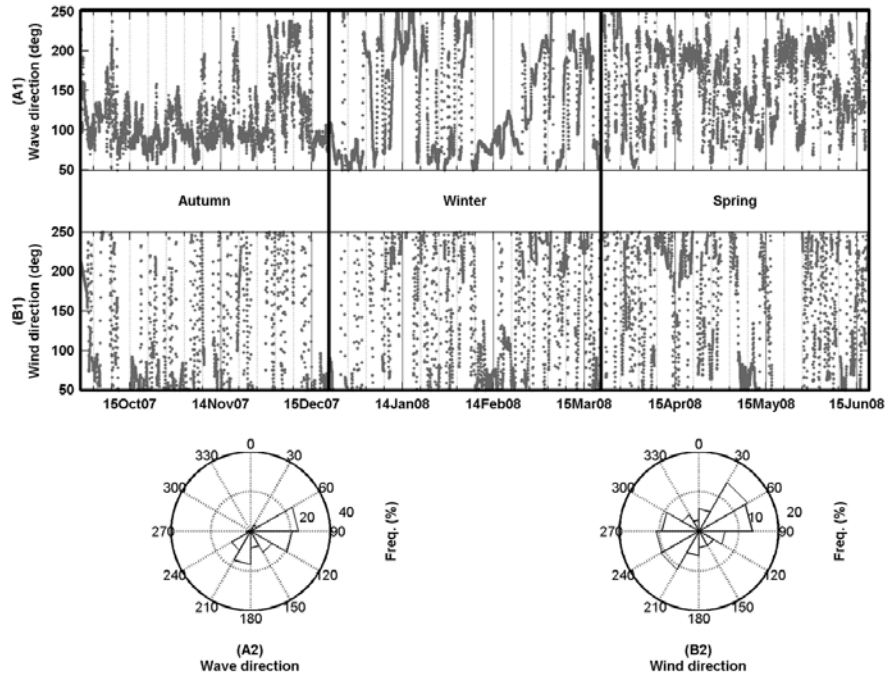 250
200
150
100
50
(A1)
Wave direction (deg)
Autumn
Winter
Spring
250
200
150
100
50
(B1)
Wind direction (deg)
15Oct07 14Nov07 15Dec07 14Jan08 14Feb08 15Mar08 15Apr08 15May08 15Jun08
0
30
60
90
120
150
180
210
240
270
300
330
20
40
Freq. (%)
(A2)
Wave direction
0
30
60
90
120
150
180
210
240
270
300
330
10
20
Freq. (%)
(B2)
Wind direction